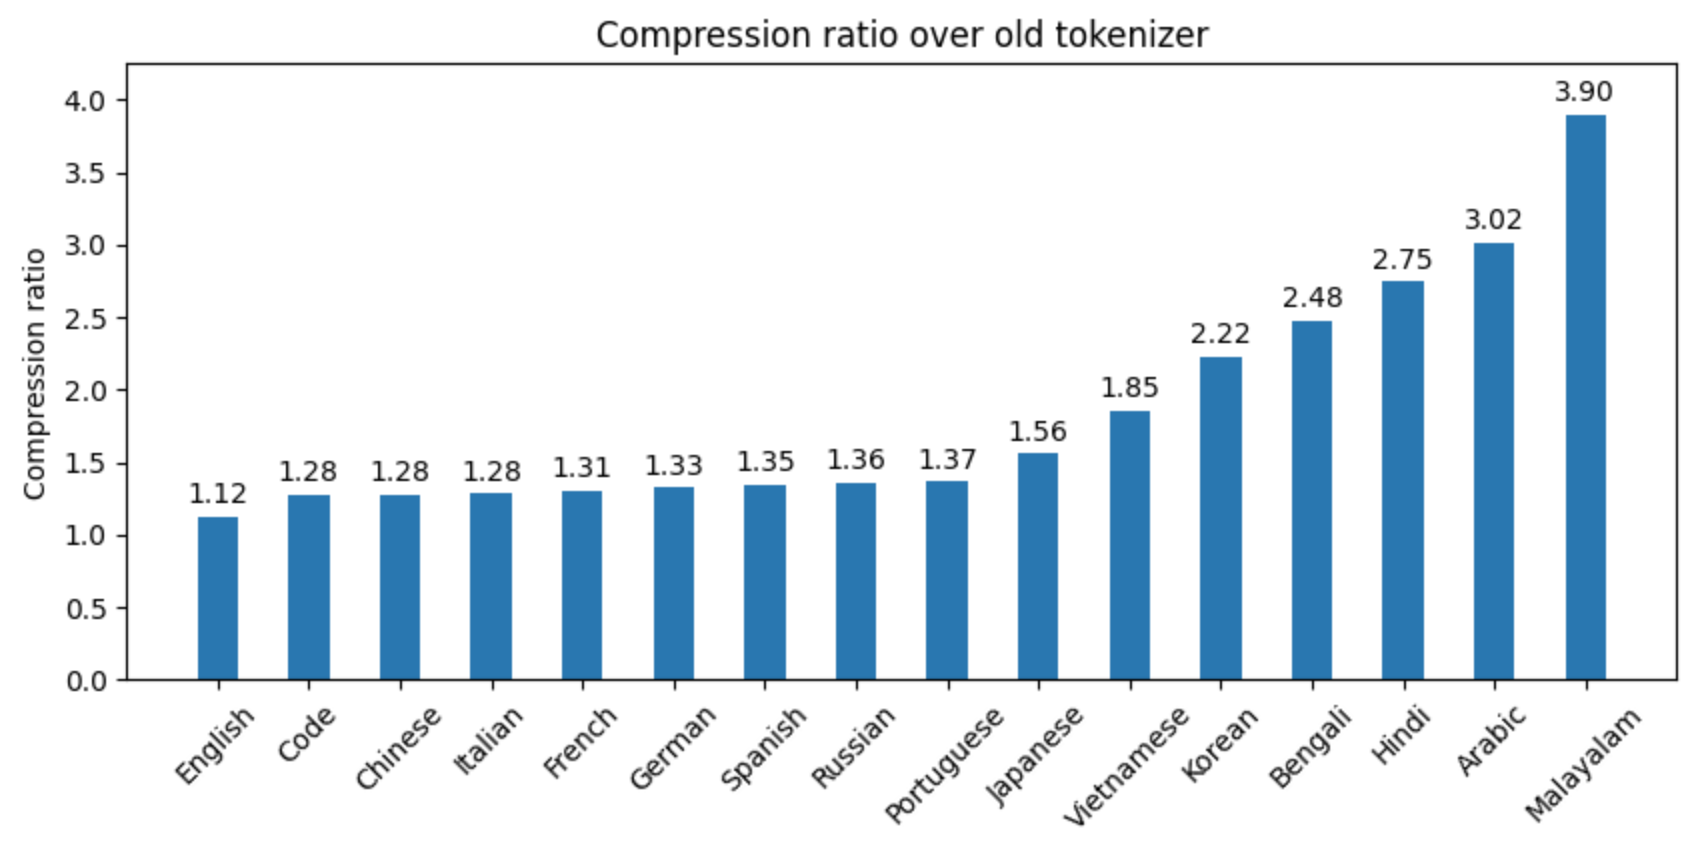 Compression ratio over old tokenizer
Compression ratio
4.0
3.5
3.0
2.5
2.0
1.5
1.0
0.5
0.0
1.12
1.28
1.28
1.28
1.31
1.33
1.35
1.36
1.37
1.56
1.85
2.22
2.48
2.75
3.02
3.90
English
Code
Chinese
Italian
French
German
Spanish
Russian
Portuguese
Japanese
Vietnamese
Korean
Bengali
Hindi
Arabic
Malayalam